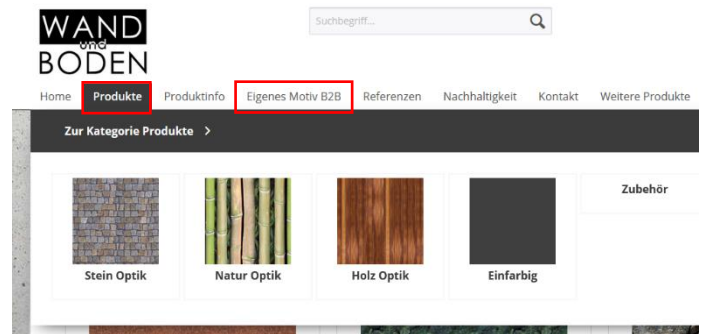 WAND
und
BODEN
Suchbegriff...
Home Produkte Produktinfo Eigenes Motiv B2B Referenzen Nachhaltigkeit Kontakt Weitere Produkte
Zur Kategorie Produkte >
Stein Optik Natur Optik Holz Optik Einfarbig Zubehör